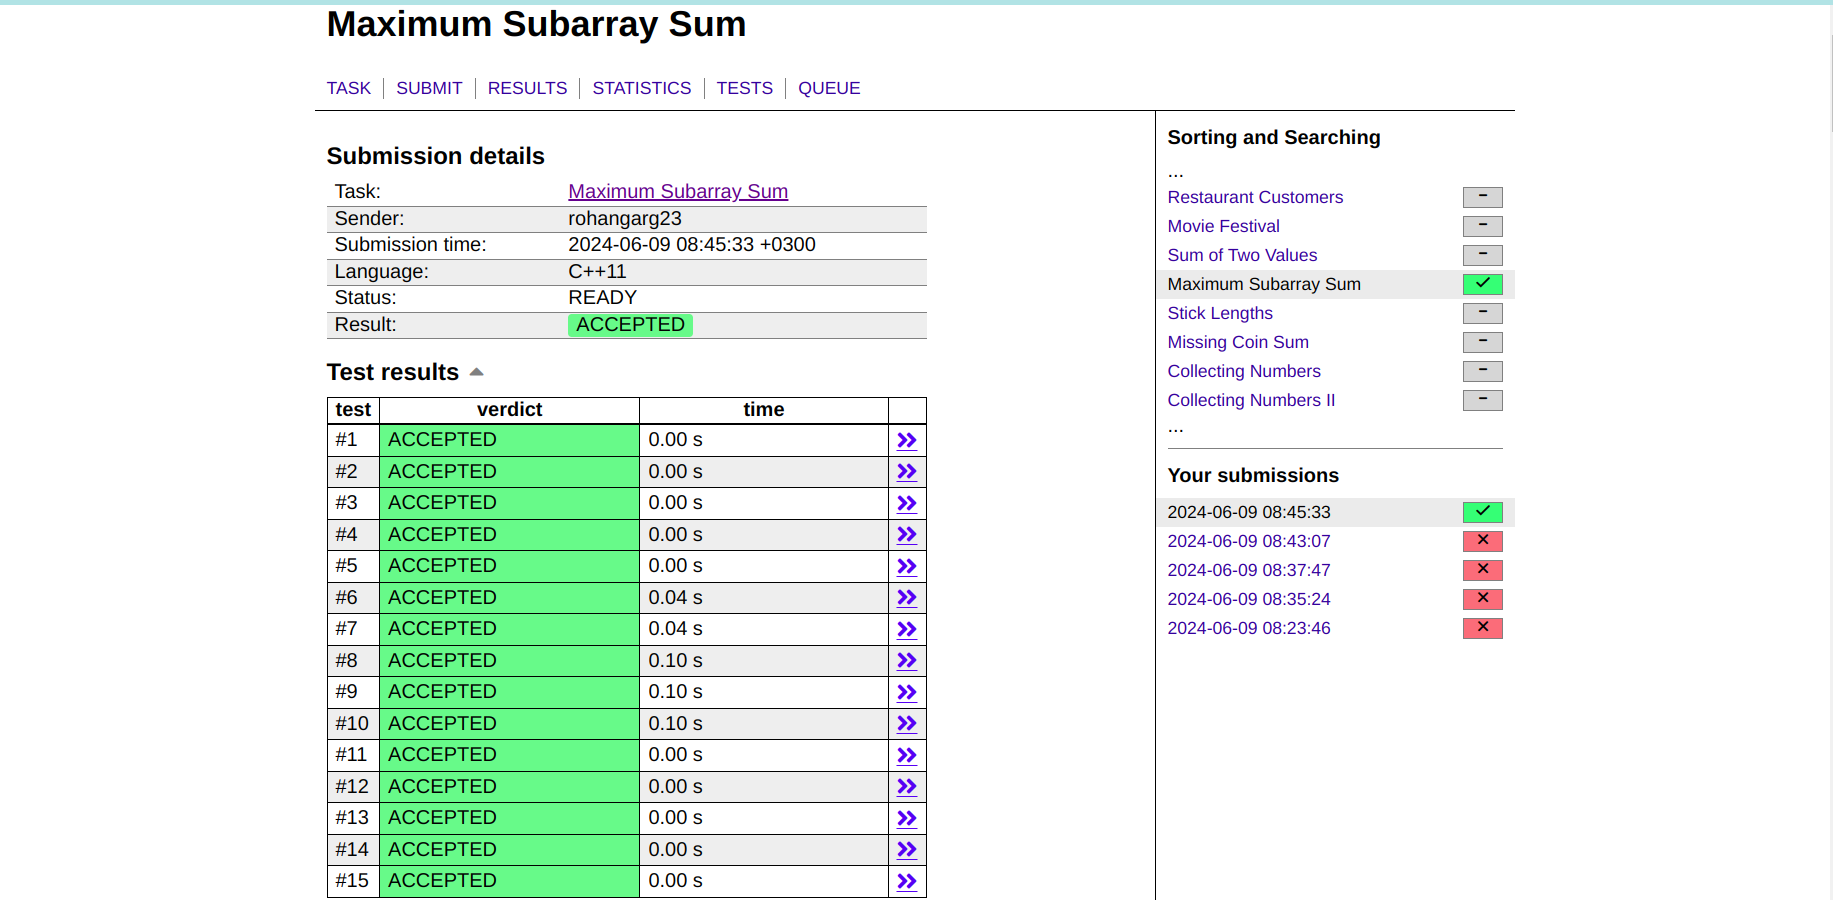 Maximum Subarray Sum
TASK | SUBMIT | RESULTS | STATISTICS | TESTS | QUEUE
Submission details
Task: Maximum Subarray Sum
Sender: rohangarg23
Submission time: 2024-06-09 08:45:33 +0300
Language: C++11
Status: READY
Result: ACCEPTED
Test results
test verdict time
#1 ACCEPTED 0.00 s
#2 ACCEPTED 0.00 s
#3 ACCEPTED 0.00 s
#4 ACCEPTED 0.00 s
#5 ACCEPTED 0.00 s
#6 ACCEPTED 0.04 s
#7 ACCEPTED 0.04 s
#8 ACCEPTED 0.10 s
#9 ACCEPTED 0.10 s
#10 ACCEPTED 0.10 s
#11 ACCEPTED 0.00 s
#12 ACCEPTED 0.00 s
#13 ACCEPTED 0.00 s
#14 ACCEPTED 0.00 s
#15 ACCEPTED 0.00 s
Sorting and Searching
...
Restaurant Customers –
Movie Festival –
Sum of Two Values –
Maximum Subarray Sum ✓
Stick Lengths –
Missing Coin Sum –
Collecting Numbers –
Collecting Numbers II –
...
Your submissions
2024-06-09 08:45:33 ✓
2024-06-09 08:43:07 ✕
2024-06-09 08:37:47 ✕
2024-06-09 08:35:24 ✕
2024-06-09 08:23:46 ✕